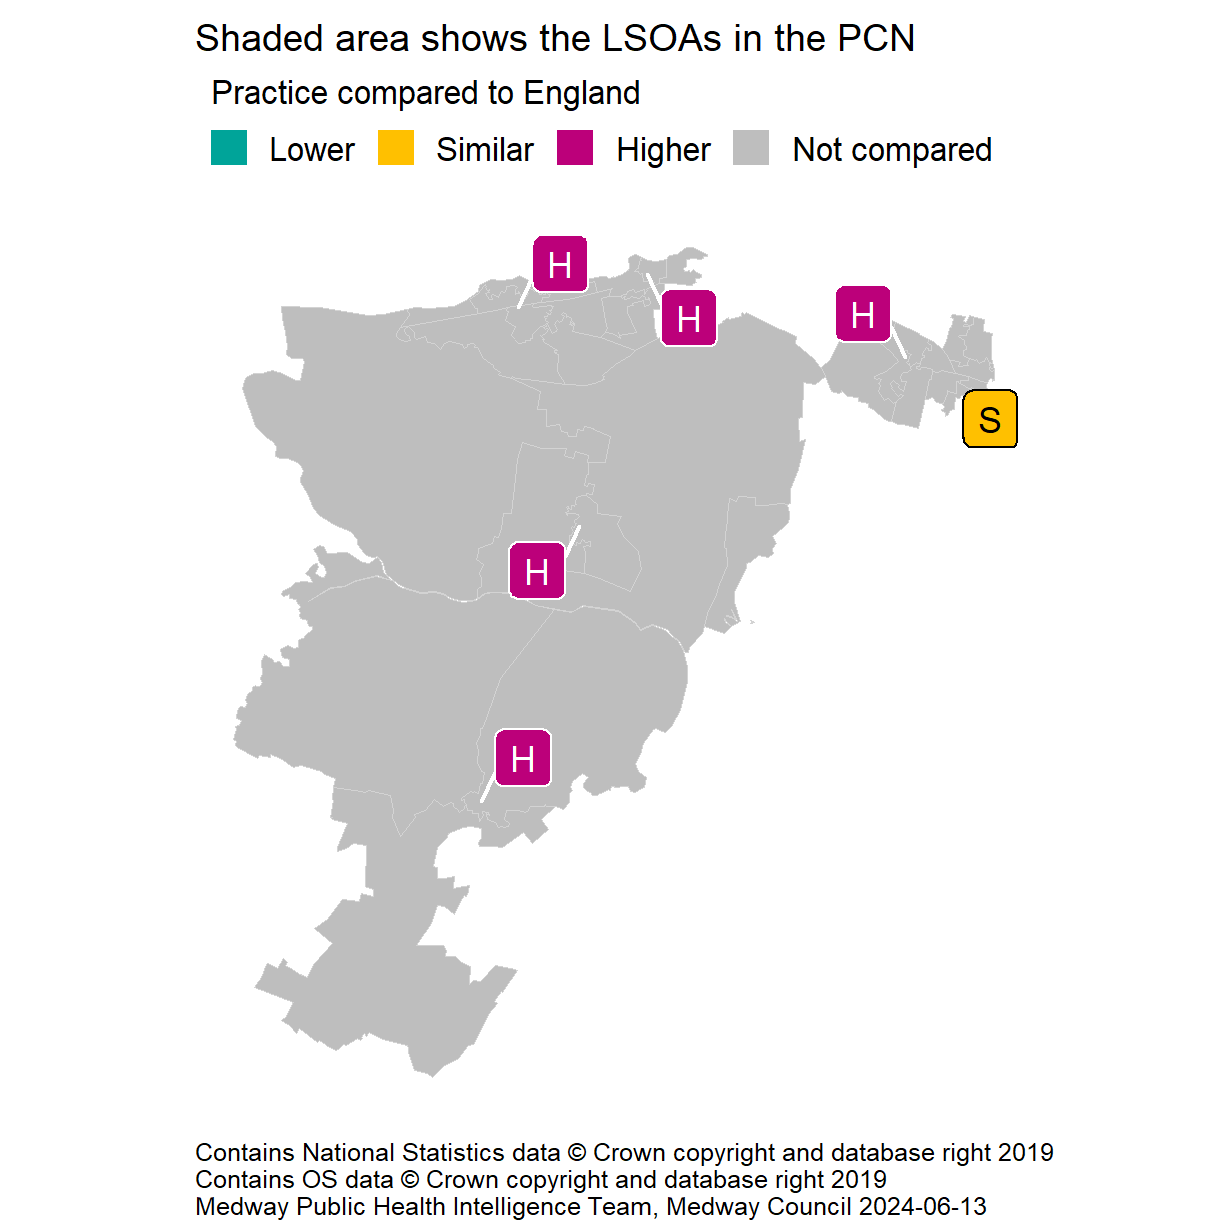 Shaded area shows the LSOAs in the PCN
Practice compared to England
Lower Similar Higher Not compared
H
H
H
S
H
H
Contains National Statistics data © Crown copyright and database right 2019
Contains OS data © Crown copyright and database right 2019
Medway Public Health Intelligence Team, Medway Council 2024-06-13